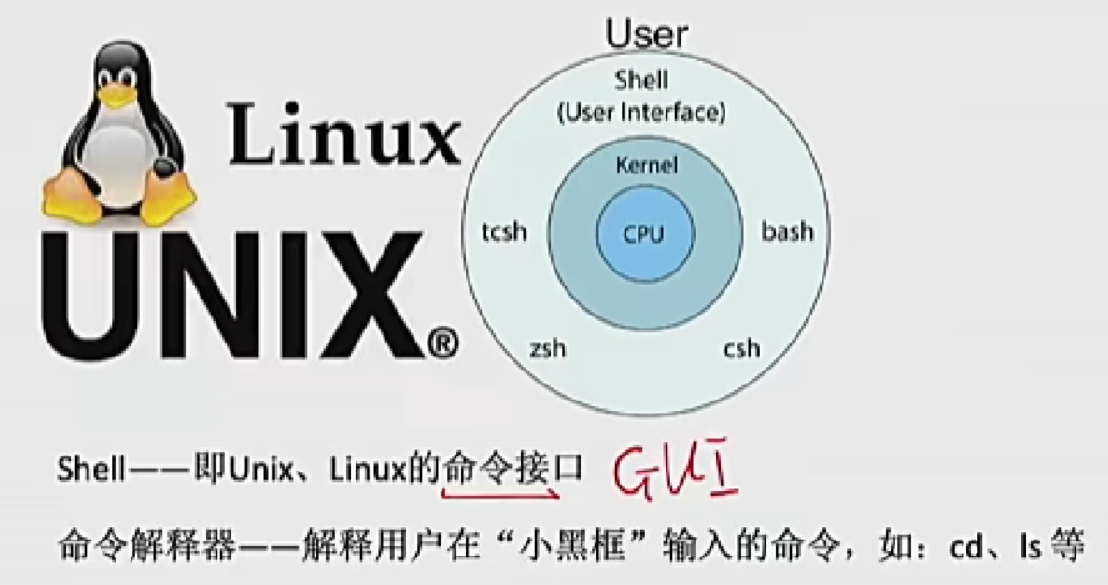 User
Shell
(User Interface)
Linux
Kernel
tcsh
CPU
bash
UNIX®
zsh
csh
Shell——即Unix、Linux的命令接口 GUI
命令解释器——解释用户在“小黑框”输入的命令，如：cd、ls 等